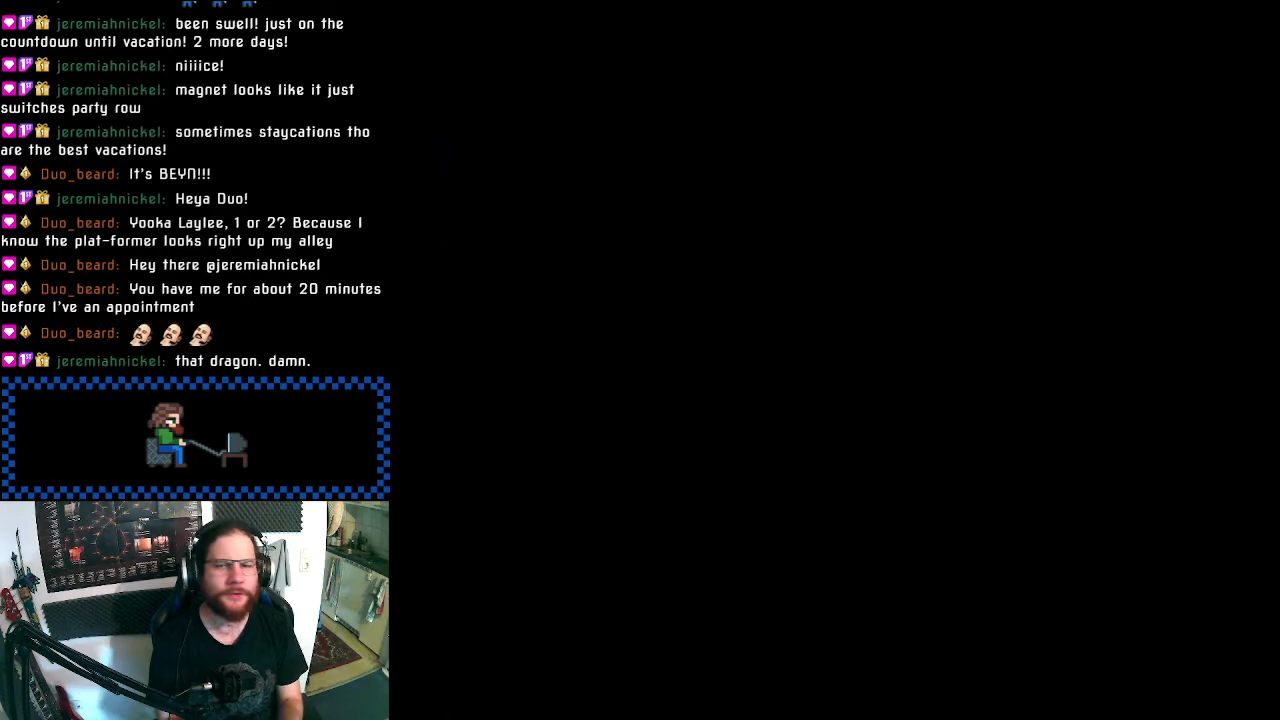 jeremiahnickel: been swell! just on the
countdown until vacation! 2 more days!
jeremiahnickel: niiiice!
jeremiahnickel: magnet looks like it just
switches party row
jeremiahnickel: sometimes staycations tho
are the best vacations!
Duo_beard: It's BEYN!!!
jeremiahnickel: Heya Duo!
Duo_beard: Yooka Laylee, 1 or 2? Because I
know the plat-former looks right up my alley
Duo_beard: Hey there @jeremiahnickel
Duo_beard: You have me for about 20 minutes
before I've an appointment
Duo_beard:
jeremiahnickel: that dragon. damn.